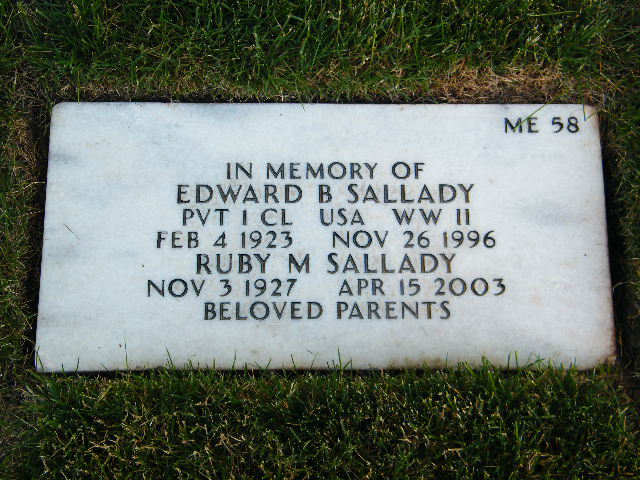 ME 58
IN MEMORY OF
EDWARD B SALLADY
PVT 1 CL USA WW II
FEB 4 1923 NOV 26 1996
RUBY M SALLADY
NOV 3 1927 APR 15 2003
BELOVED PARENTS